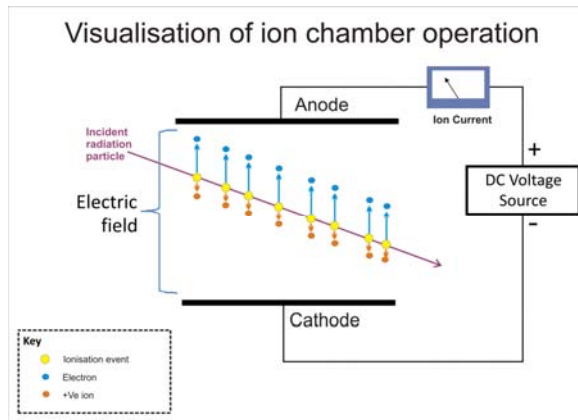 Visualisation of ion chamber operation
Anode
Ion Current
Incident
radiation
particle
+
Electric
field
DC Voltage
Source
–
Cathode
Key
Ionisation event
Electron
+Ve ion